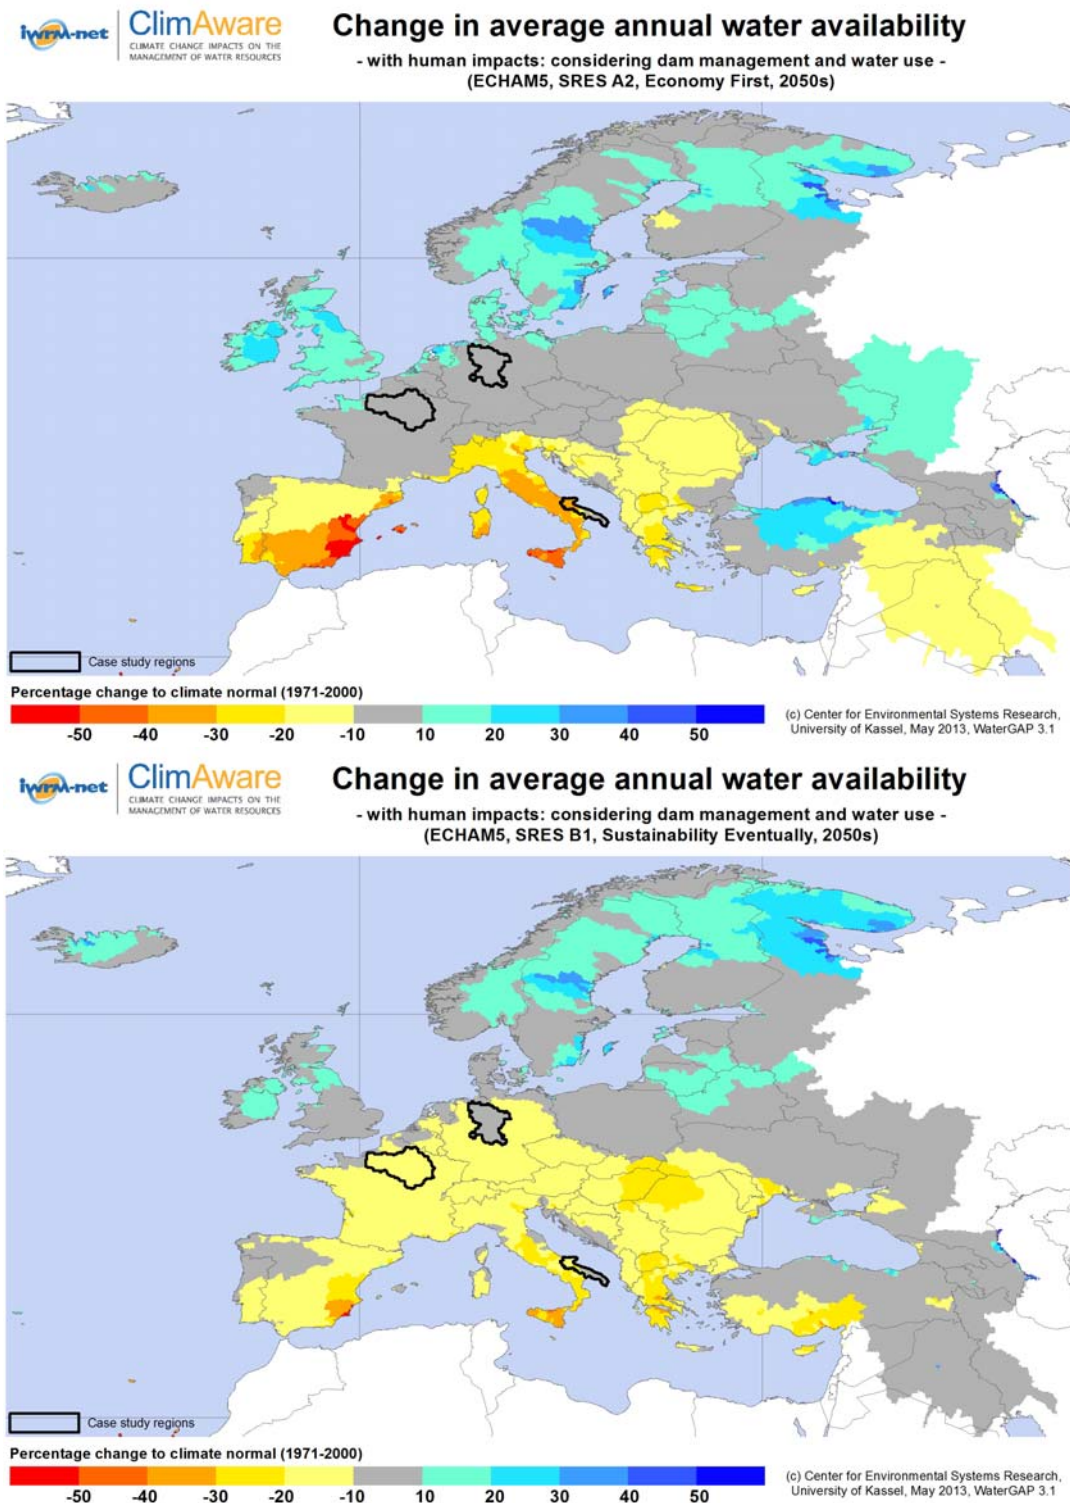 iwrm-net
ClimAware
CLIMATE CHANGE IMPACTS ON THE
MANAGEMENT OF WATER RESOURCES
Change in average annual water availability
- with human impacts: considering dam management and water use -
(ECHAM5, SRES A2, Economy First, 2050s)
Case study regions
Percentage change to climate normal (1971-2000)
-50 -40 -30 -20 -10 10 20 30 40 50
(c) Center for Environmental Systems Research,
University of Kassel, May 2013, WaterGAP 3.1
iwrm-net
ClimAware
CLIMATE CHANGE IMPACTS ON THE
MANAGEMENT OF WATER RESOURCES
Change in average annual water availability
- with human impacts: considering dam management and water use -
(ECHAM5, SRES B1, Sustainability Eventually, 2050s)
Case study regions
Percentage change to climate normal (1971-2000)
-50 -40 -30 -20 -10 10 20 30 40 50
(c) Center for Environmental Systems Research,
University of Kassel, May 2013, WaterGAP 3.1